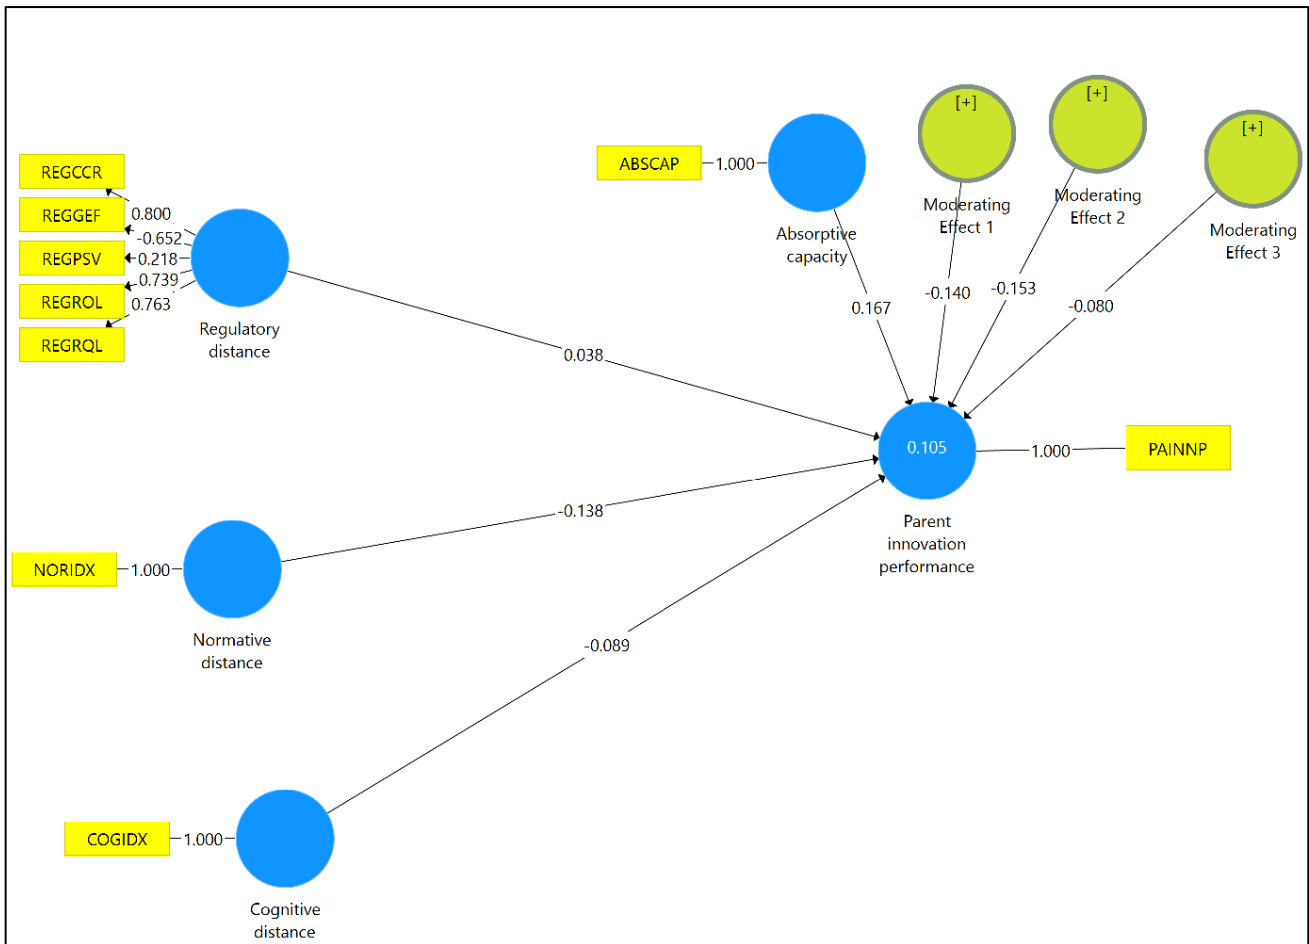 [+]
[+]
[+]
REGCCR
REGGEF
REGPSV
REGROL
REGRQL
0.800
-0.652
0.218
0.739
0.763
Regulatory
distance
ABSCAP
1.000
Absorptive
capacity
Moderating
Effect 1
Moderating
Effect 2
Moderating
Effect 3
0.167
-0.140
-0.153
-0.080
0.038
0.105
1.000
PAINNP
Parent
innovation
performance
-0.138
NORIDX
1.000
Normative
distance
-0.089
COGIDX
1.000
Cognitive
distance